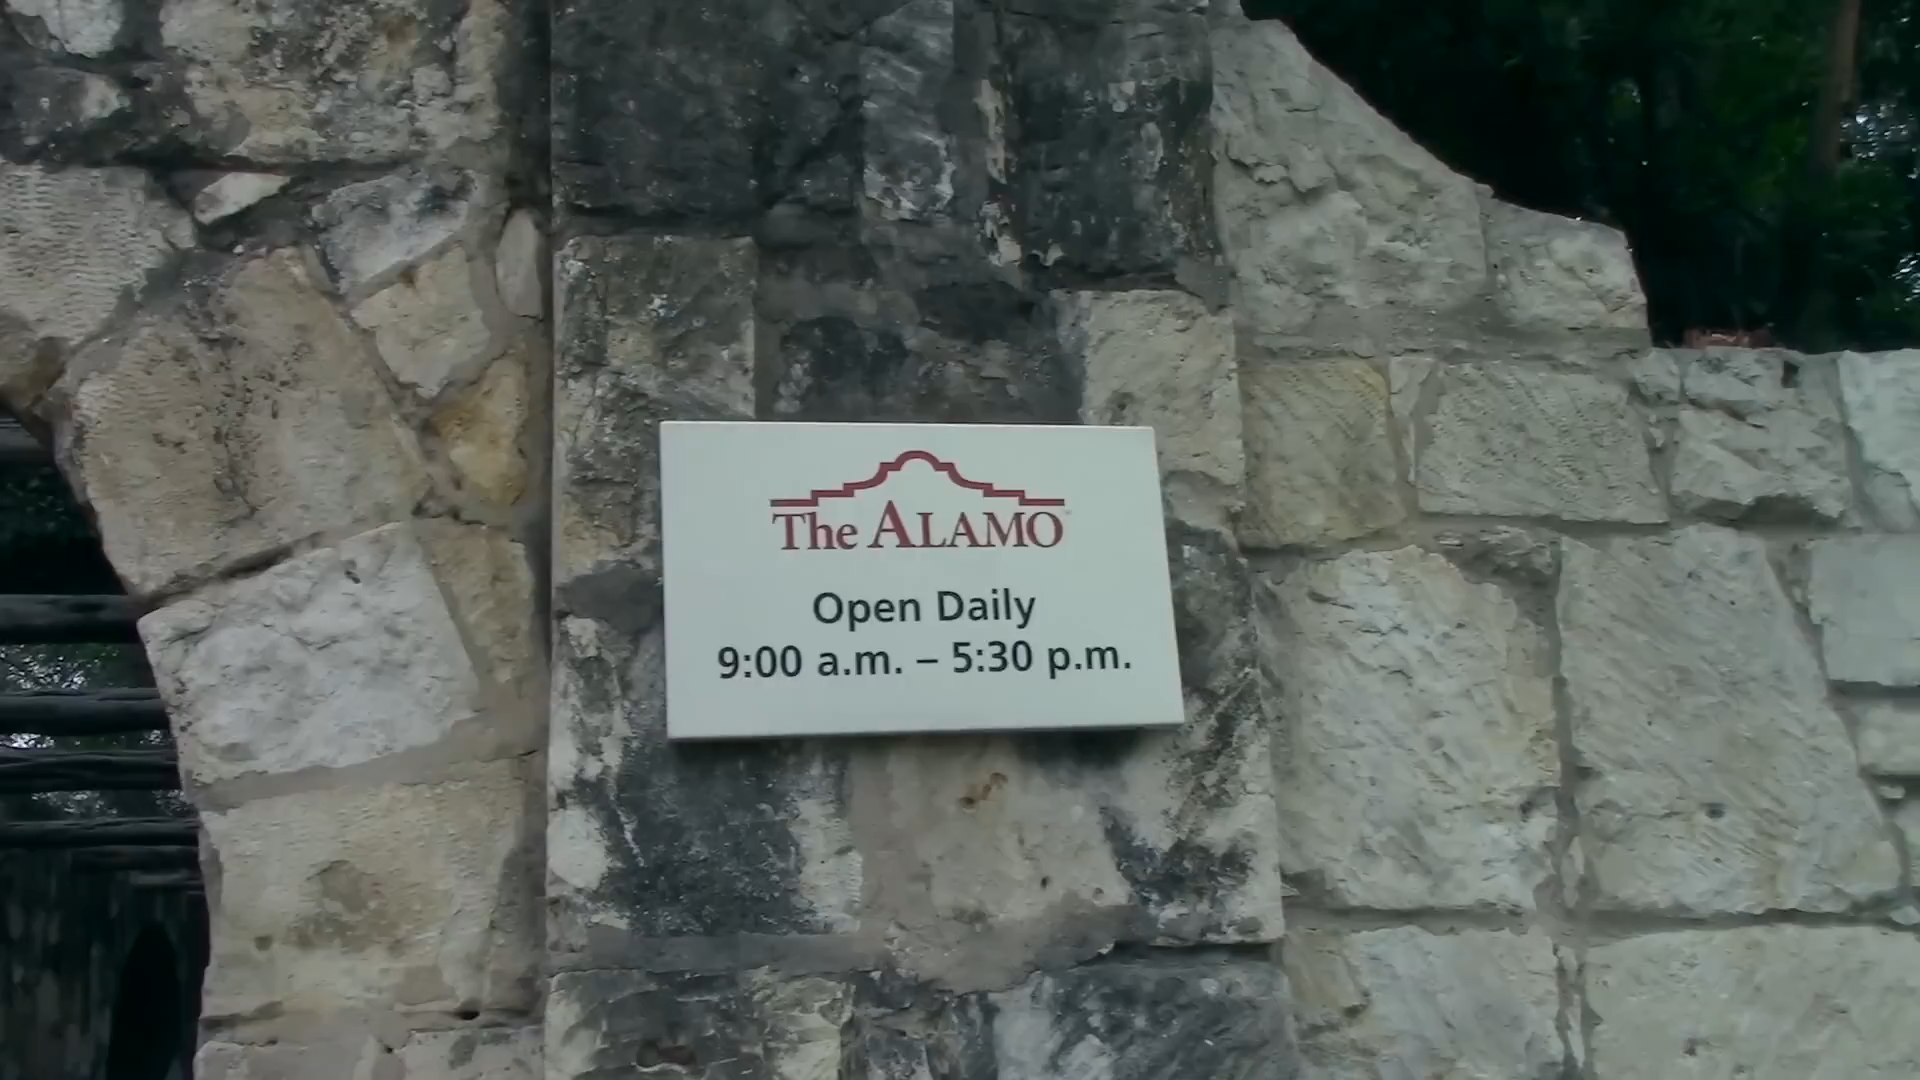 The ALAMO
Open Daily
9:00 a.m. – 5:30 p.m.